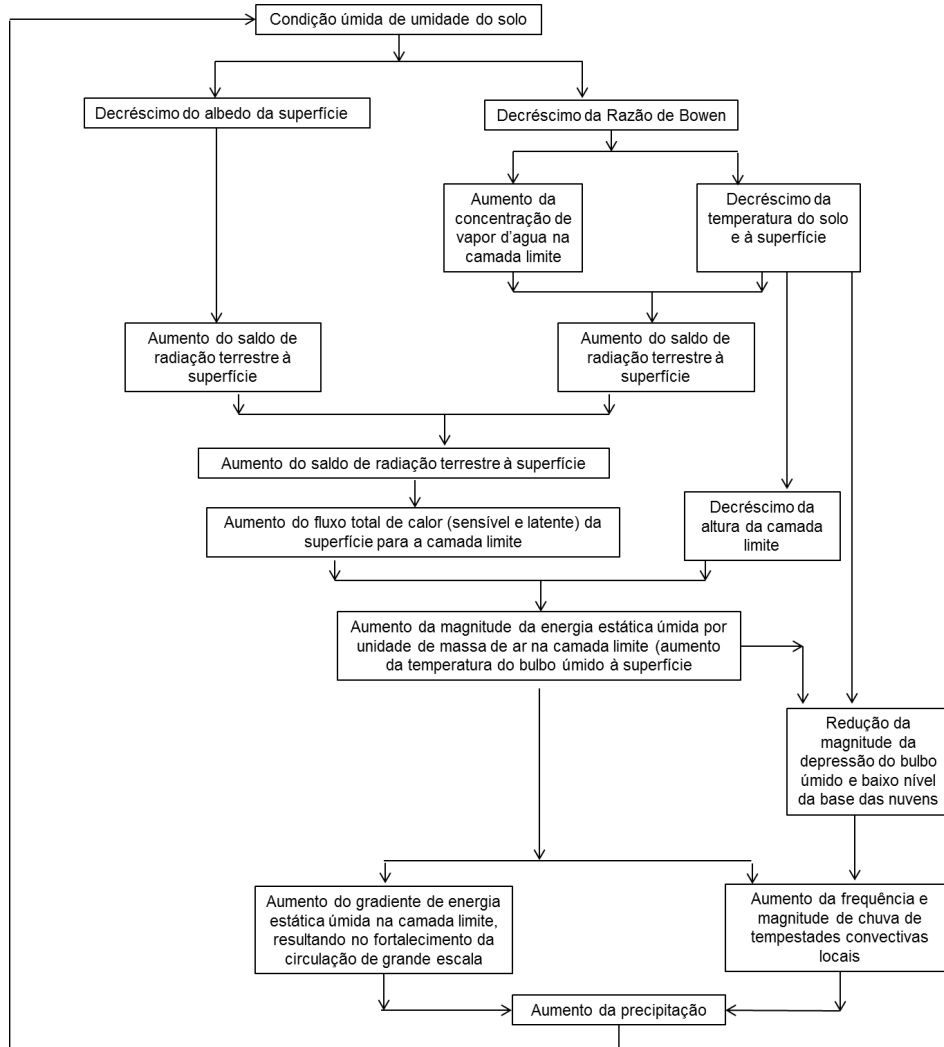 Condição úmida de umidade do solo
Decréscimo do albedo da superfície
Decréscimo da Razão de Bowen
Aumento da
concentração de
vapor d'agua na
camada limite
Decréscimo da
temperatura do solo
e à superfície
Aumento do saldo de
radiação terrestre à
superfície
Aumento do saldo de
radiação terrestre à
superfície
Aumento do saldo de radiação terrestre à superfície
Aumento do fluxo total de calor (sensível e latente) da
superfície para a camada limite
Decréscimo da
altura da camada
limite
Aumento da magnitude da energia estática úmida por
unidade de massa de ar na camada limite (aumento
da temperatura do bulbo úmido à superfície
Redução da
magnitude da
depressão do bulbo
úmido e baixo nível
da base das nuvens
Aumento do gradiente de energia
estática úmida na camada limite,
resultando no fortalecimento da
circulação de grande escala
Aumento da frequência e
magnitude de chuva de
tempestades convectivas
locais
Aumento da precipitação